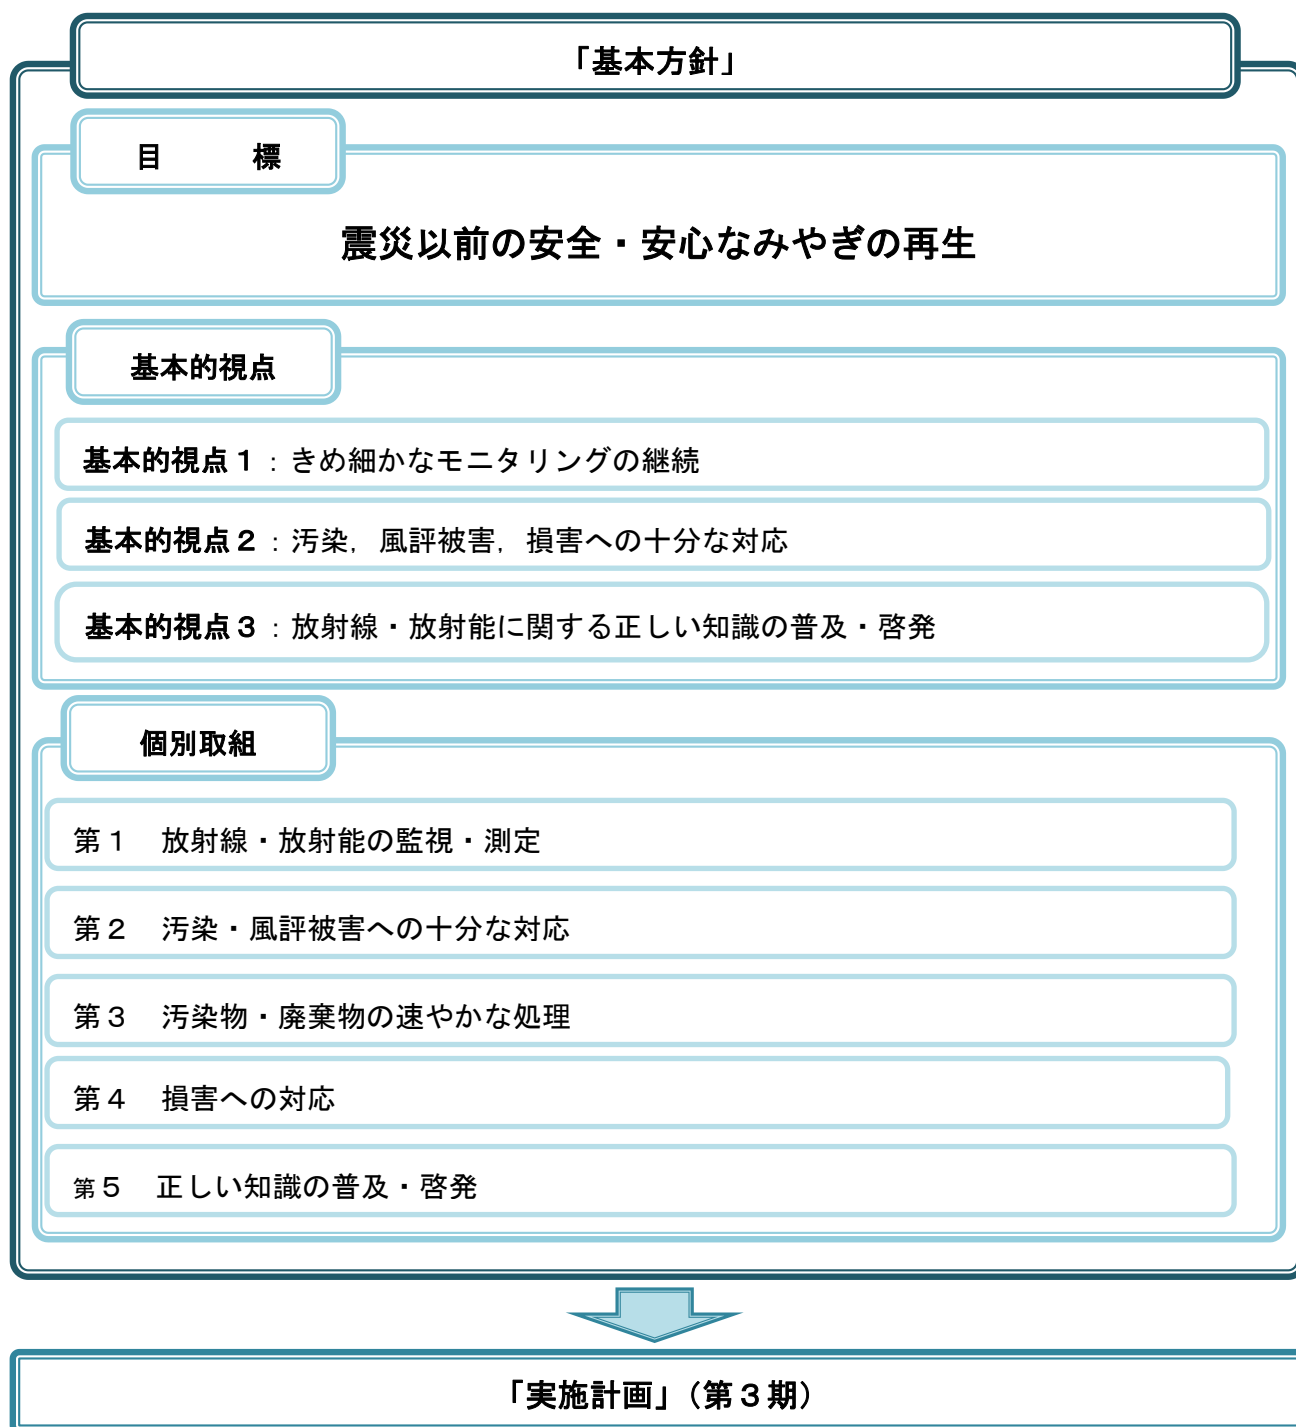 「基本方針」
目　　　標
震災以前の安全・安心なみやぎの再生
基本的視点
基本的視点１：きめ細かなモニタリングの継続
基本的視点２：汚染，風評被害，損害への十分な対応
基本的視点３：放射線・放射能に関する正しい知識の普及・啓発
個別取組
第１　放射線・放射能の監視・測定
第２　汚染・風評被害への十分な対応
第３　汚染物・廃棄物の速やかな処理
第４　損害への対応
第５　正しい知識の普及・啓発
「実施計画」（第３期）